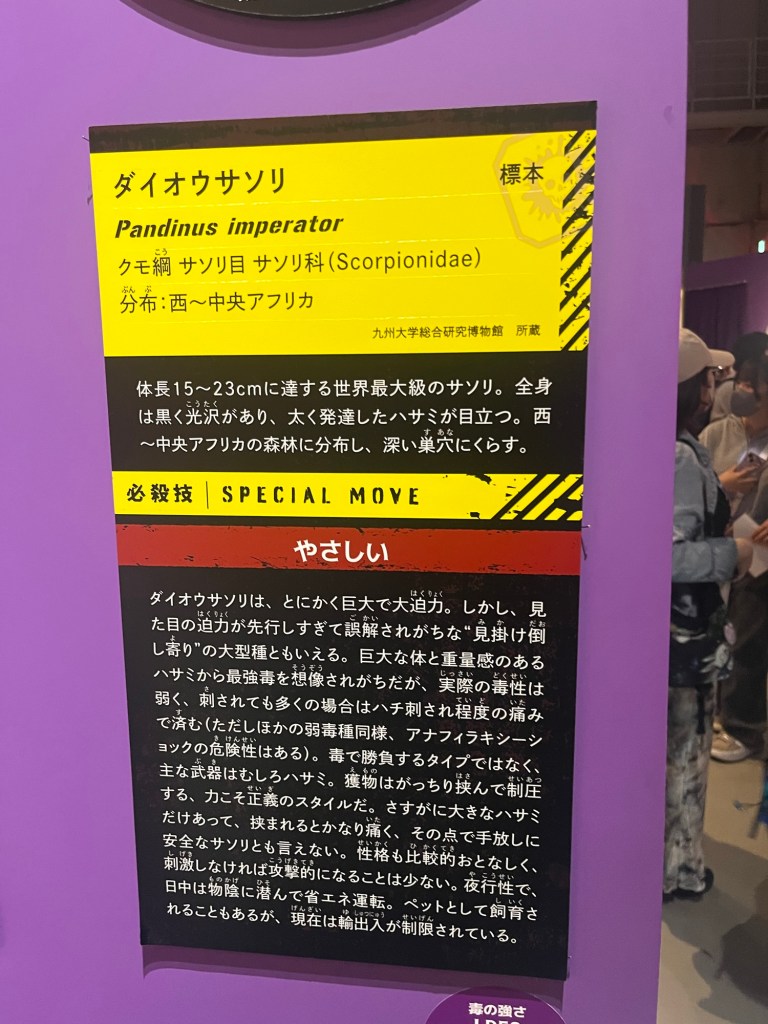 ダイオウサソリ 標本
Pandinus imperator
クモ綱 サソリ目 サソリ科(Scorpionidae)
分布:西~中央アフリカ
九州大学総合研究博物館 所蔵
体長15~23cmに達する世界最大級のサソリ。全身
は黒く光沢があり、太く発達したハサミが目立つ。西
~中央アフリカの森林に分布し、深い巣穴にくらす。
必殺技 | SPECIAL MOVE
やさしい
ダイオウサソリは、とにかく巨大で大迫力。しかし、見
た目の迫力が先行しすぎて誤解されがちな“見掛け倒
し寄り”の大型種ともいえる。巨大な体と重量感のある
ハサミから最強毒を想像されがちだが、実際の毒性は
弱く、刺されても多くの場合はハチ刺され程度の痛み
で済む(ただしほかの弱毒種同様、アナフィラキシーシ
ョックの危険性はある)。毒で勝負するタイプではなく、
主な武器はむしろハサミ。獲物はがっちり挟んで制圧
する、力こそ正義のスタイルだ。さすがに大きなハサミ
だけあって、挟まれるとかなり痛く、その点で手放しに
安全なサソリとも言えない。性格も比較的おとなしく、
刺激しなければ攻撃的になることは少ない。夜行性で、
日中は物陰に潜んで省エネ運転。ペットとして飼育さ
れることもあるが、現在は輸出入が制限されている。
毒の強さ